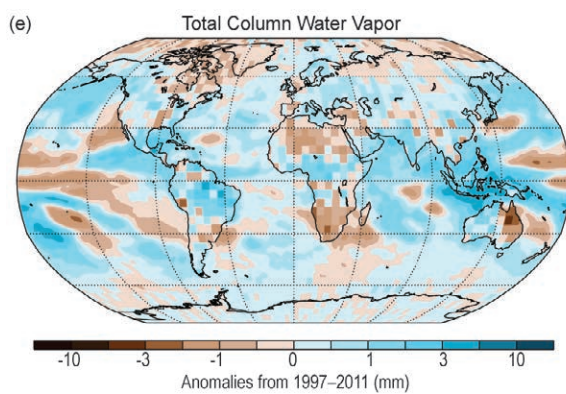 (e)
Total Column Water Vapor
-10 -3 -1 0 1 3 10
Anomalies from 1997–2011 (mm)